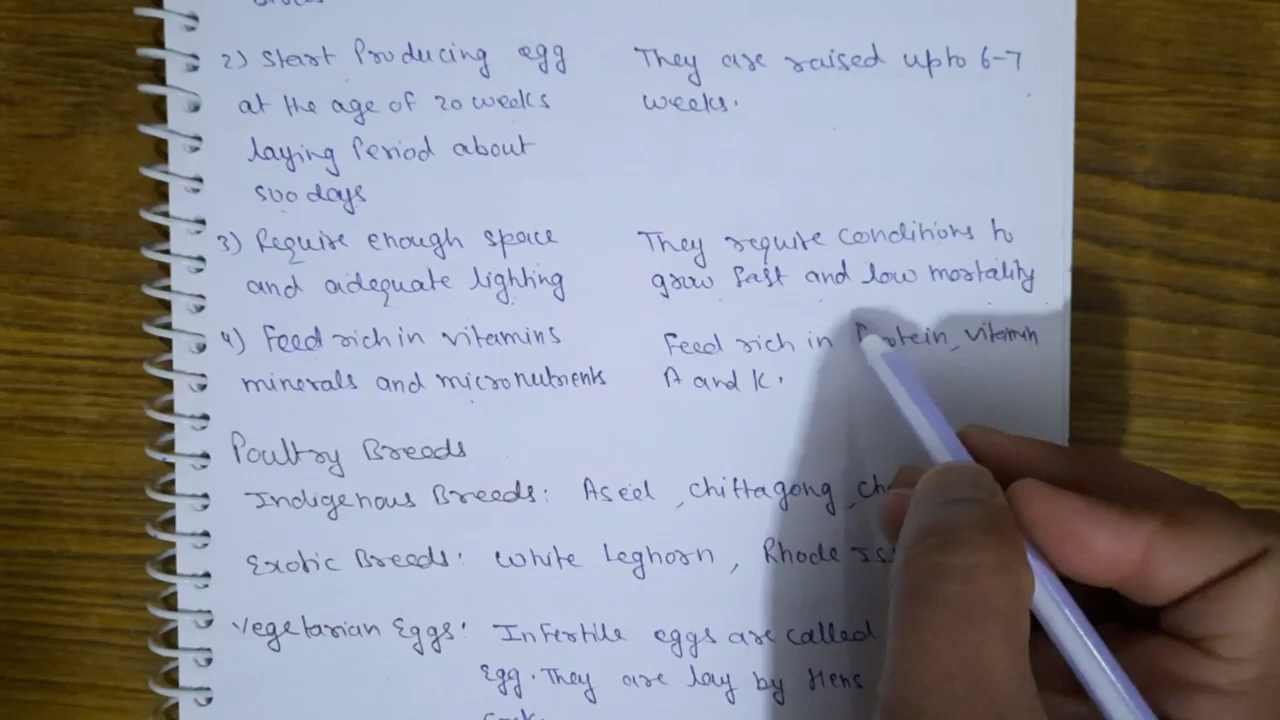 2) Start Producing egg
at the age of 20 weeks
laying Period about
500 days
They are raised upto 6-7
weeks.
3) Require enough space
and adequate lighting
They require conditions to
grow fast and low mortality
4) Feed rich in vitamins
minerals and micronutrients
Feed rich in Protein, vitamin
A and K.
Poultry Breeds
Indigenous Breeds: Aseel, Chittagong,
Exotic Breeds: White Leghorn, Rhode
Vegetarian Eggs: Infertile eggs are called
Egg. They are lay by Hens